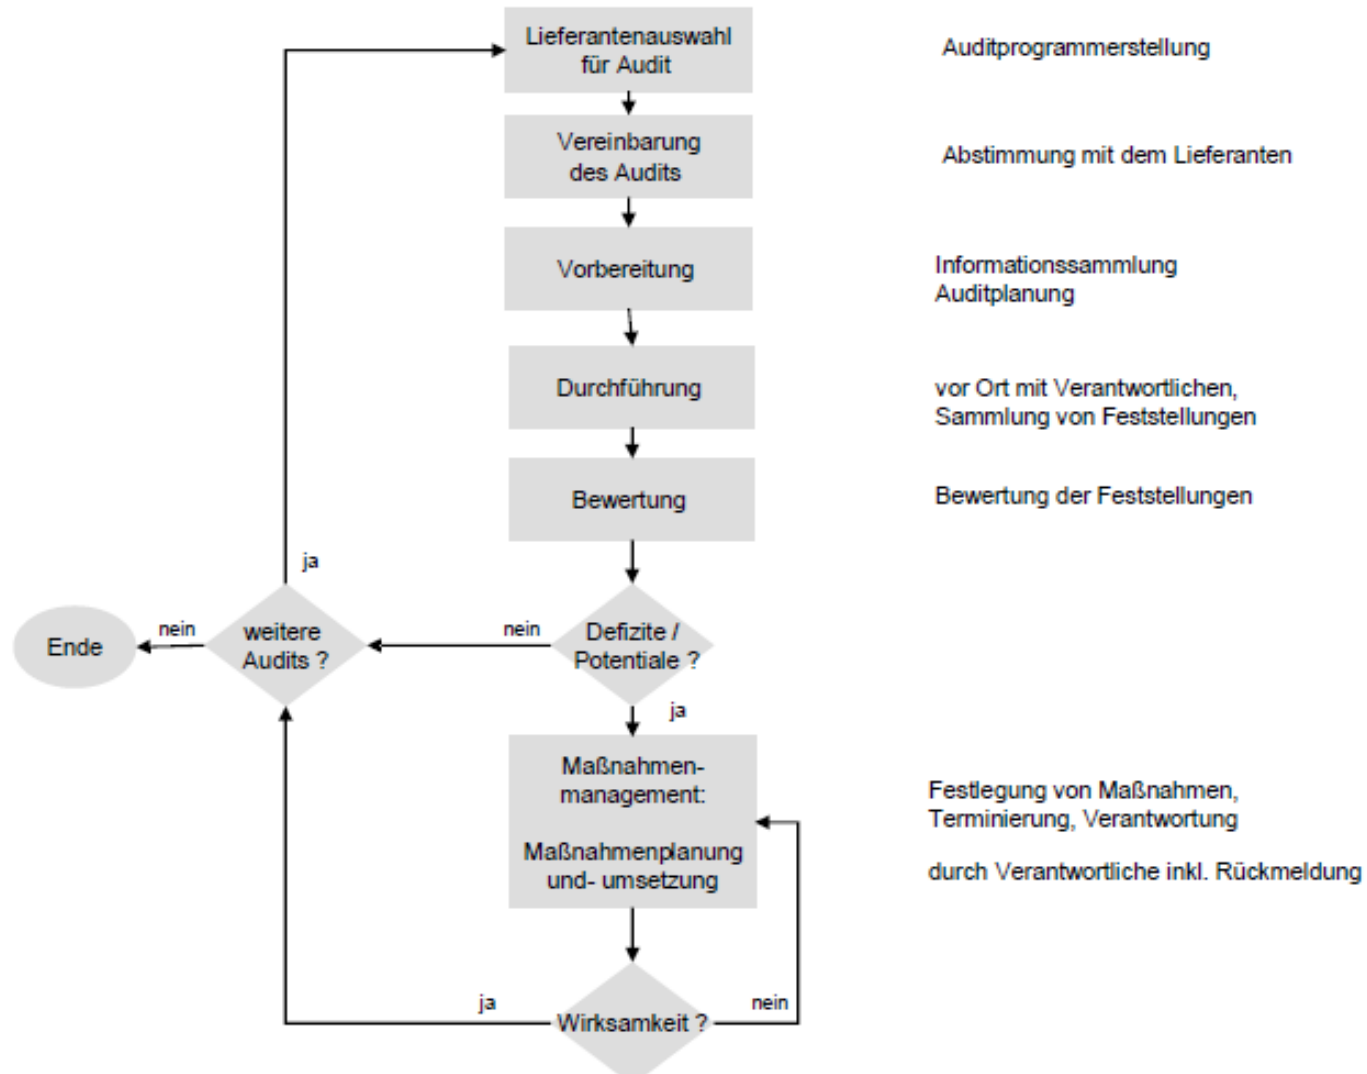 Lieferantenauswahl
für Audit
Auditprogrammerstellung
Vereinbarung
des Audits
Abstimmung mit dem Lieferanten
Vorbereitung
Informationssammlung
Auditplanung
Durchführung
vor Ort mit Verantwortlichen,
Sammlung von Feststellungen
Bewertung
Bewertung der Feststellungen
ja
Ende
nein
weitere
Audits ?
nein
Defizite /
Potentiale ?
ja
Maßnahmen-
management:
Maßnahmenplanung
und- umsetzung
Festlegung von Maßnahmen,
Terminierung, Verantwortung
durch Verantwortliche inkl. Rückmeldung
ja
Wirksamkeit ?
nein